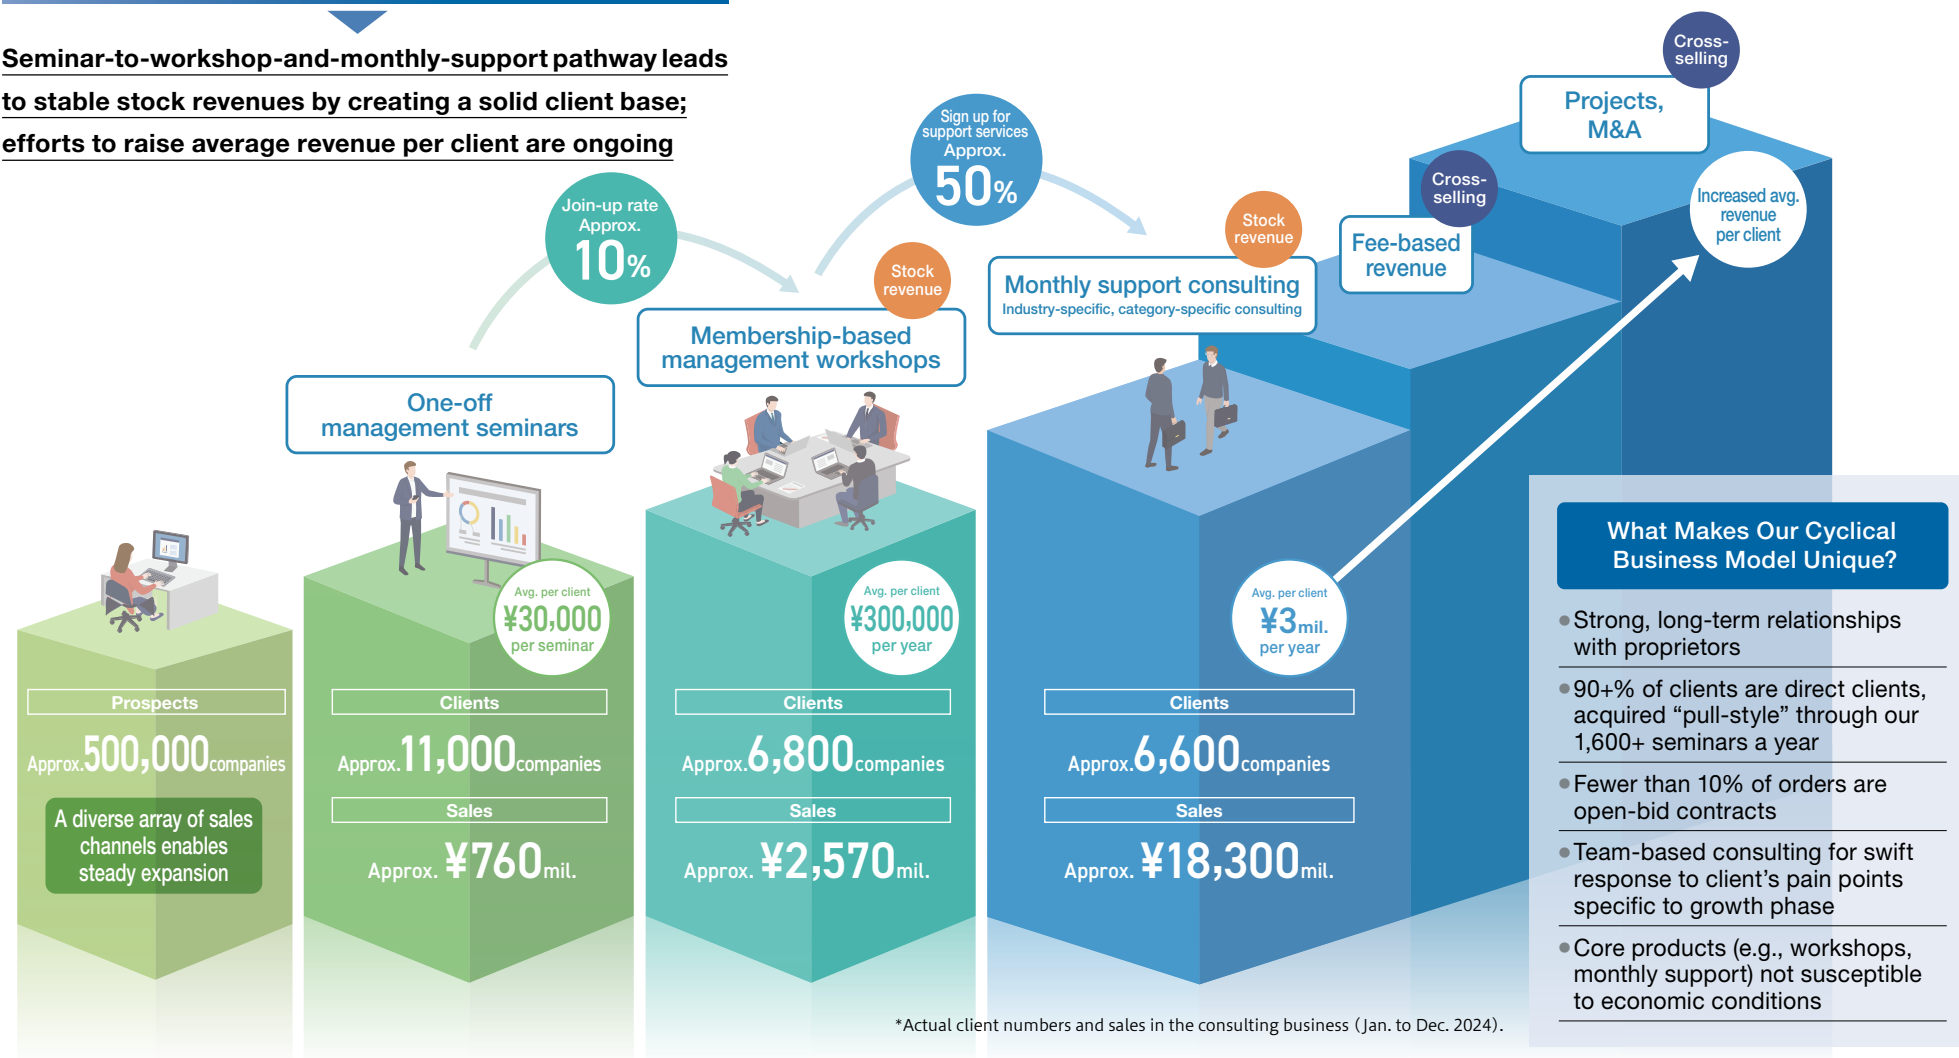 Seminar-to-workshop-and-monthly-support pathway leads
to stable stock revenues by creating a solid client base;
efforts to raise average revenue per client are ongoing
Join-up rate
Approx.
10%
Sign up for
support services
Approx.
50%
Cross-
selling
Projects,
M&A
Cross-
selling
Fee-based
revenue
Increased avg.
revenue
per client
Stock
revenue
Monthly support consulting
Industry-specific, category-specific consulting
Stock
revenue
Membership-based
management workshops
One-off
management seminars
Prospects
Approx.500,000companies
A diverse array of sales
channels enables
steady expansion
Avg. per client
¥30,000
per seminar
Clients
Approx.11,000companies
Sales
Approx. ¥760mil.
Avg. per client
¥300,000
per year
Clients
Approx.6,800companies
Sales
Approx. ¥2,570mil.
Avg. per client
¥3mil.
per year
Clients
Approx.6,600companies
Sales
Approx. ¥18,300mil.
What Makes Our Cyclical
Business Model Unique?
●Strong, long-term relationships
with proprietors
●90+% of clients are direct clients,
acquired “pull-style” through our
1,600+ seminars a year
●Fewer than 10% of orders are
open-bid contracts
●Team-based consulting for swift
response to client’s pain points
specific to growth phase
●Core products (e.g., workshops,
monthly support) not susceptible
to economic conditions
*Actual client numbers and sales in the consulting business (Jan. to Dec. 2024).